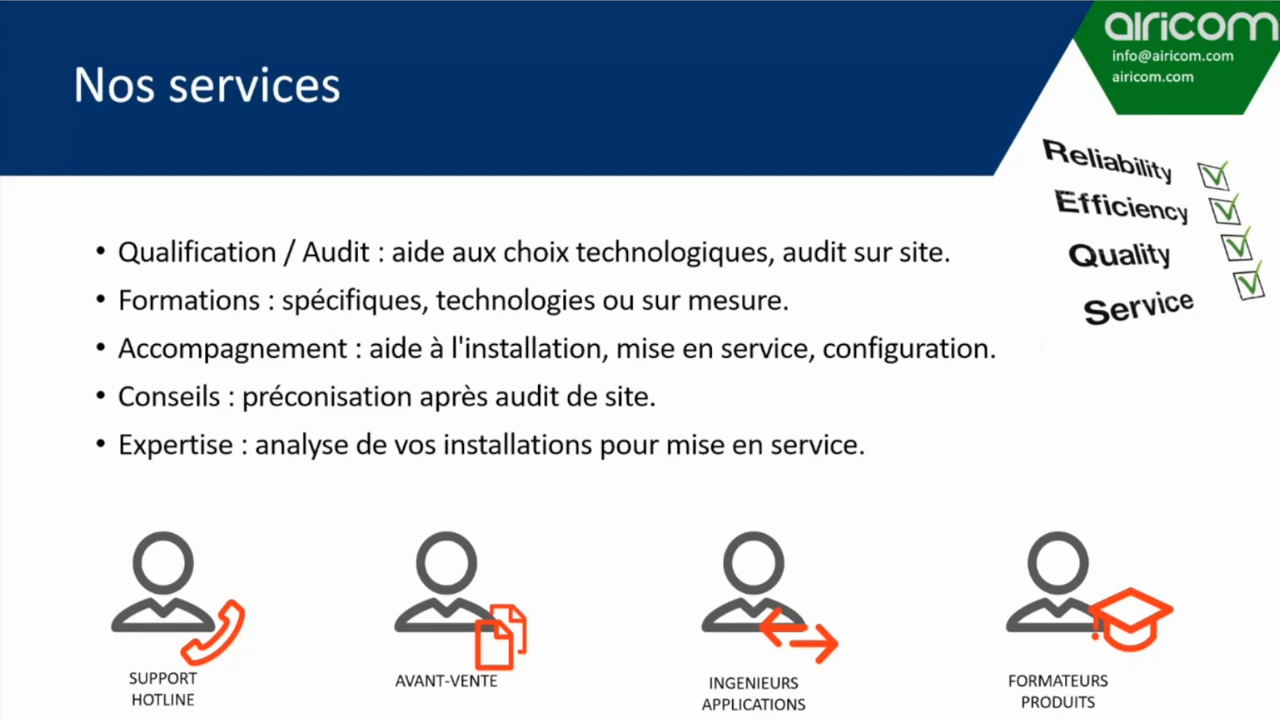 airicom
info@airicom.com
airicom.com
Nos services
Reliability
Efficiency
Quality
Service
• Qualification / Audit : aide aux choix technologiques, audit sur site.
• Formations : spécifiques, technologies ou sur mesure.
• Accompagnement : aide à l'installation, mise en service, configuration.
• Conseils : préconisation après audit de site.
• Expertise : analyse de vos installations pour mise en service.
SUPPORT
HOTLINE
AVANT-VENTE
INGENIEURS
APPLICATIONS
FORMATEURS
PRODUITS